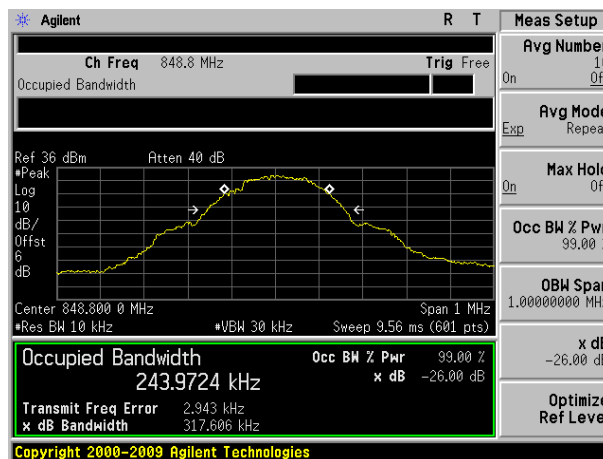 Agilent R T Meas Setup
Avg Number
10
On Of
Ch Freq 848.8 MHz Trig Free
Occupied Bandwidth
Avg Mode
Exp Repea
Ref 36 dBm Atten 40 dB
#Peak
Log
10
dB/
Offst
6
dB
Max Hold
On Of
Occ BW % Pwr
99.00 %
OBW Span
1.00000000 MH
Center 848.800 0 MHz Span 1 MHz
#Res BW 10 kHz #VBW 30 kHz Sweep 9.56 ms (601 pts)
x dB
-26.00 dB
Occupied Bandwidth Occ BW % Pwr 99.00 %
243.9724 kHz x dB -26.00 dB
Transmit Freq Error 2.943 kHz
x dB Bandwidth 317.606 kHz
Optimize
Ref Level
Copyright 2000-2009 Agilent Technologies